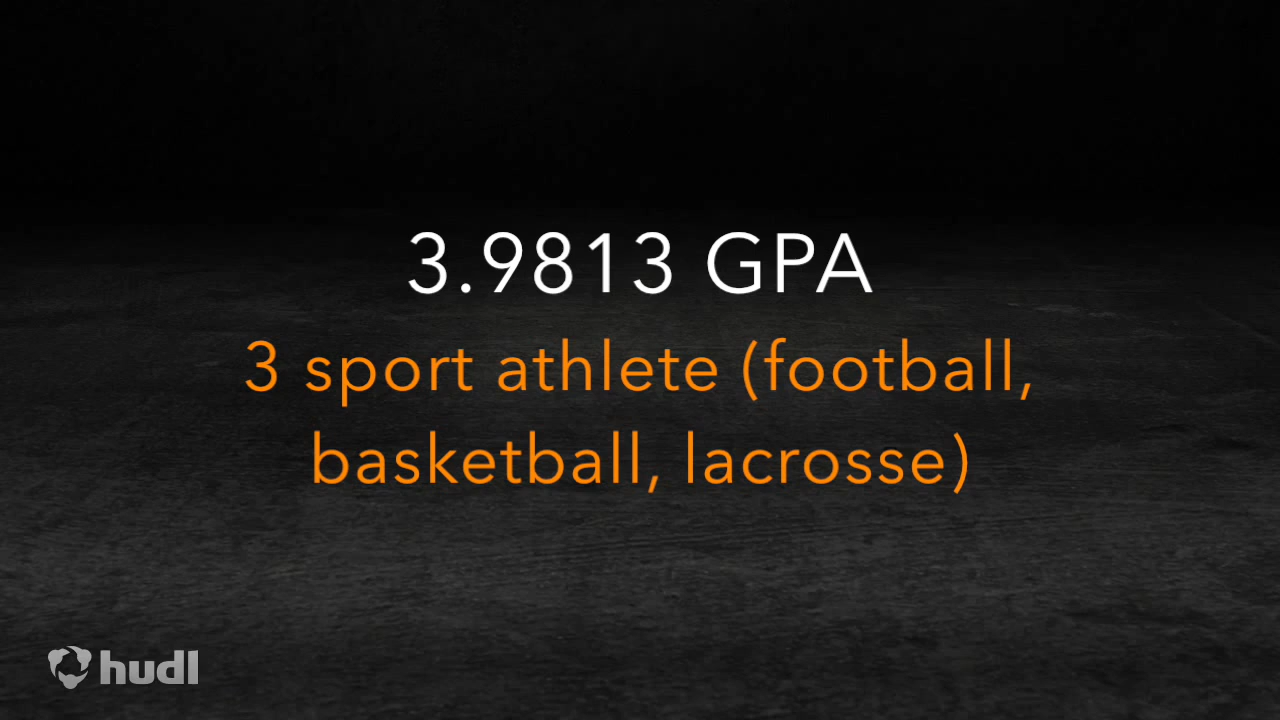 3.9813 GPA
3 sport athlete (football,
basketball, lacrosse)
hudl